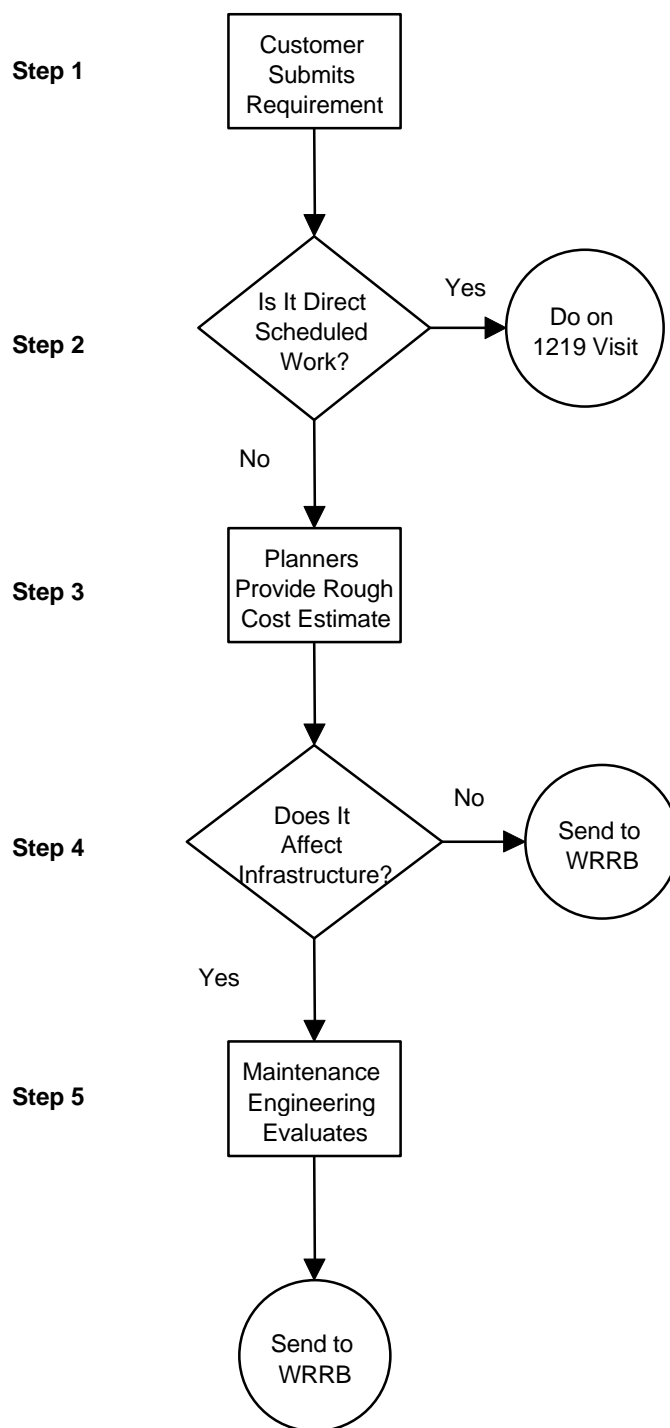 Step 1
Customer
Submits
Requirement
Step 2
Is It Direct
Scheduled
Work?
Yes
Do on
1219 Visit
No
Step 3
Planners
Provide Rough
Cost Estimate
Step 4
Does It
Affect
Infrastructure?
No
Send to
WRRB
Yes
Step 5
Maintenance
Engineering
Evaluates
Send to
WRRB